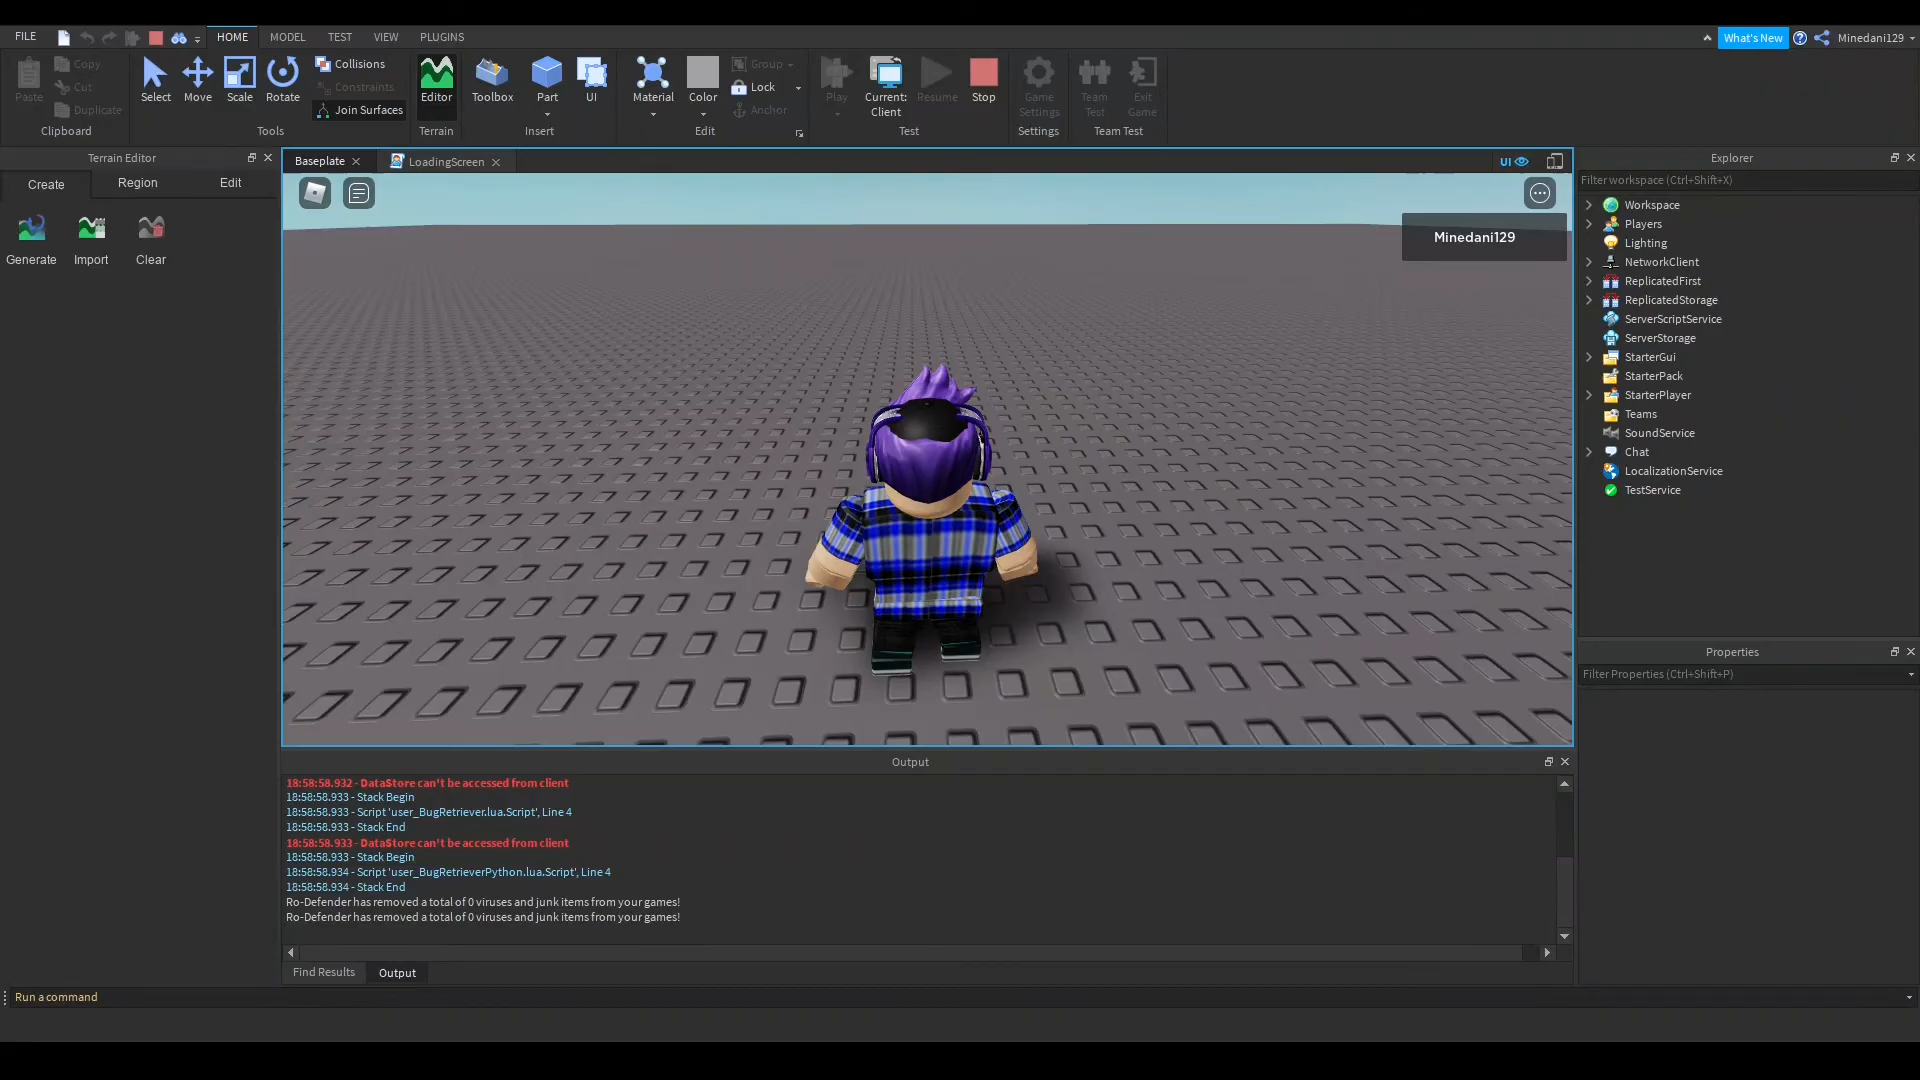 FILE
HOME
MODEL
TEST
VIEW
PLUGINS
What's New
Minedani129
Paste
Copy
Cut
Duplicate
Clipboard
Select
Move
Scale
Rotate
Collisions
Constraints
Join Surfaces
Tools
Editor
Terrain
Toolbox
Part
UI
Insert
Material
Color
Group
Lock
Anchor
Edit
Play
Current:
Client
Resume
Stop
Test
Game
Settings
Settings
Team
Test
Exit
Game
Team Test
Terrain Editor
Create
Region
Edit
Generate
Import
Clear
Baseplate
LoadingScreen
UI
Minedani129
Output
18:58:58.932 - DataStore can't be accessed from client
18:58:58.933 - Stack Begin
18:58:58.933 - Script 'user_BugRetriever.lua.Script', Line 4
18:58:58.933 - Stack End
18:58:58.933 - DataStore can't be accessed from client
18:58:58.933 - Stack Begin
18:58:58.934 - Script 'user_BugRetrieverPython.lua.Script', Line 4
18:58:58.934 - Stack End
Ro-Defender has removed a total of 0 viruses and junk items from your games!
Ro-Defender has removed a total of 0 viruses and junk items from your games!
Find Results
Output
Run a command
Explorer
Filter workspace (Ctrl+Shift+X)
Workspace
Players
Lighting
NetworkClient
ReplicatedFirst
ReplicatedStorage
ServerScriptService
ServerStorage
StarterGui
StarterPack
StarterPlayer
Teams
SoundService
Chat
LocalizationService
TestService
Properties
Filter Properties (Ctrl+Shift+P)